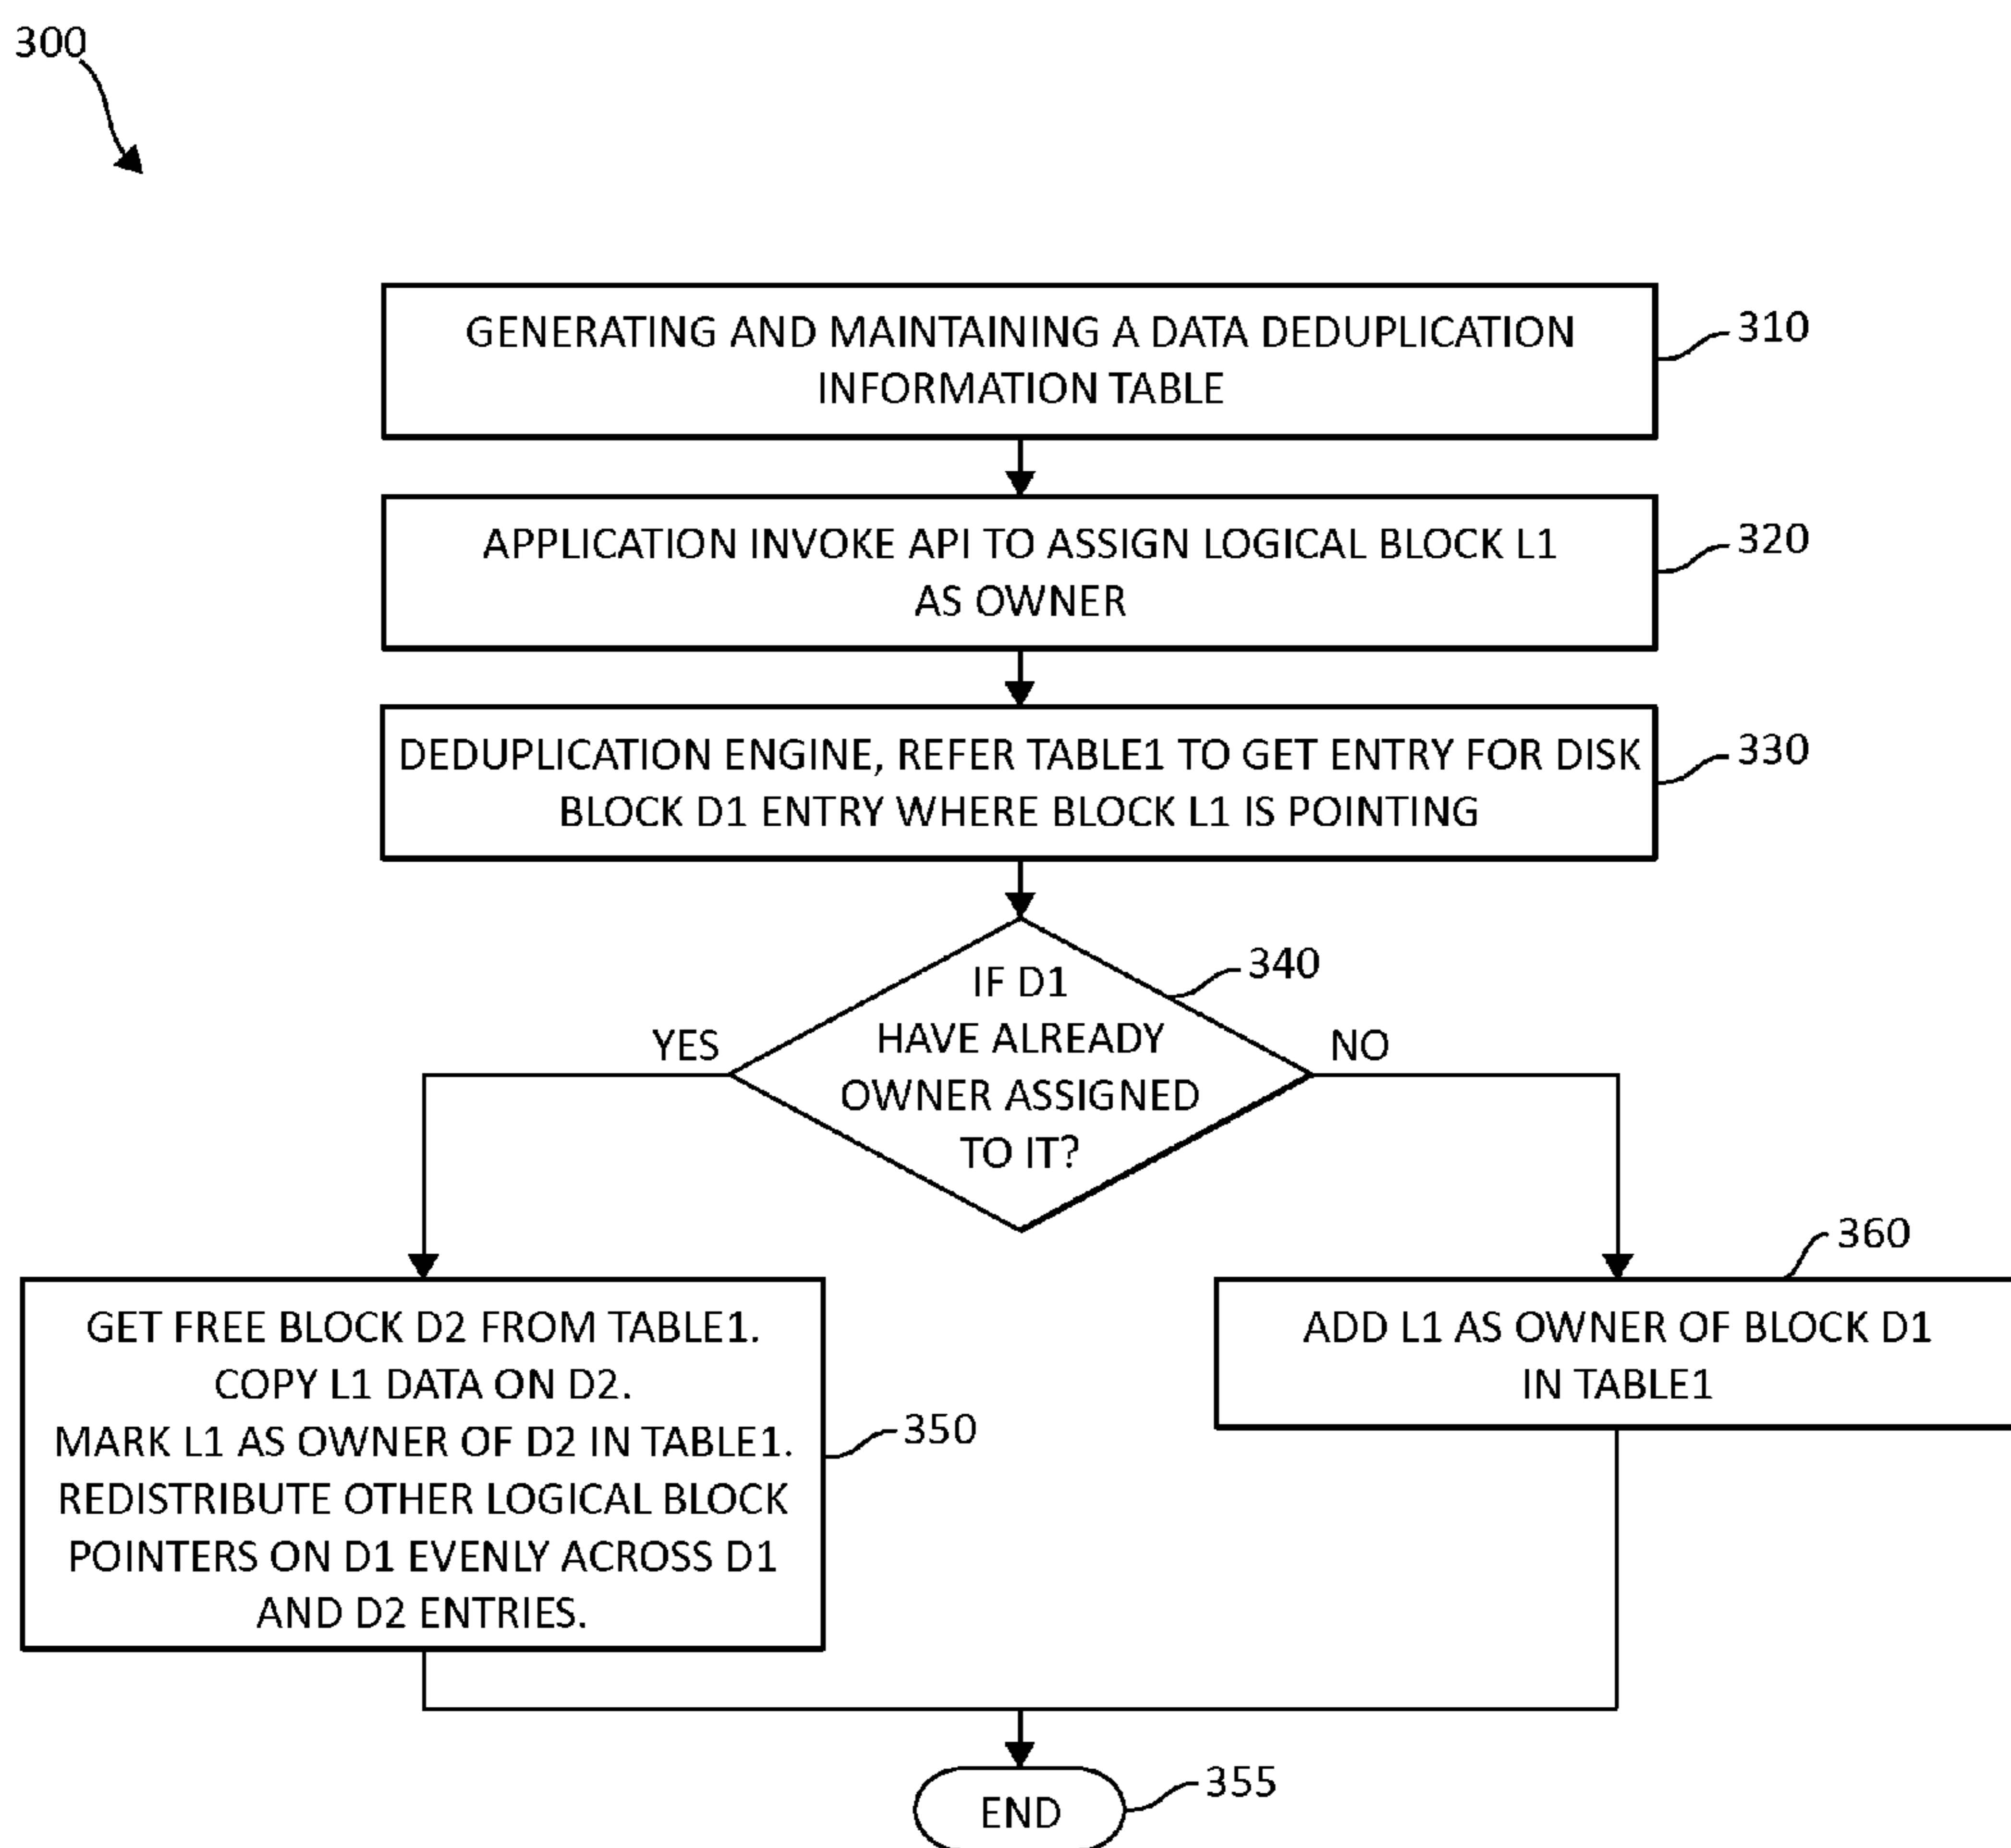 300
GENERATING AND MAINTAINING A DATA DEDUPLICATION
INFORMATION TABLE
310
APPLICATION INVOKE API TO ASSIGN LOGICAL BLOCK L1
AS OWNER
320
DEDUPLICATION ENGINE, REFER TABLE1 TO GET ENTRY FOR DISK
BLOCK D1 ENTRY WHERE BLOCK L1 IS POINTING
330
IF D1
HAVE ALREADY
OWNER ASSIGNED
TO IT?
340
YES
NO
GET FREE BLOCK D2 FROM TABLE1.
COPY L1 DATA ON D2.
MARK L1 AS OWNER OF D2 IN TABLE1.
REDISTRIBUTE OTHER LOGICAL BLOCK
POINTERS ON D1 EVENLY ACROSS D1
AND D2 ENTRIES.
350
360
ADD L1 AS OWNER OF BLOCK D1
IN TABLE1
END
355